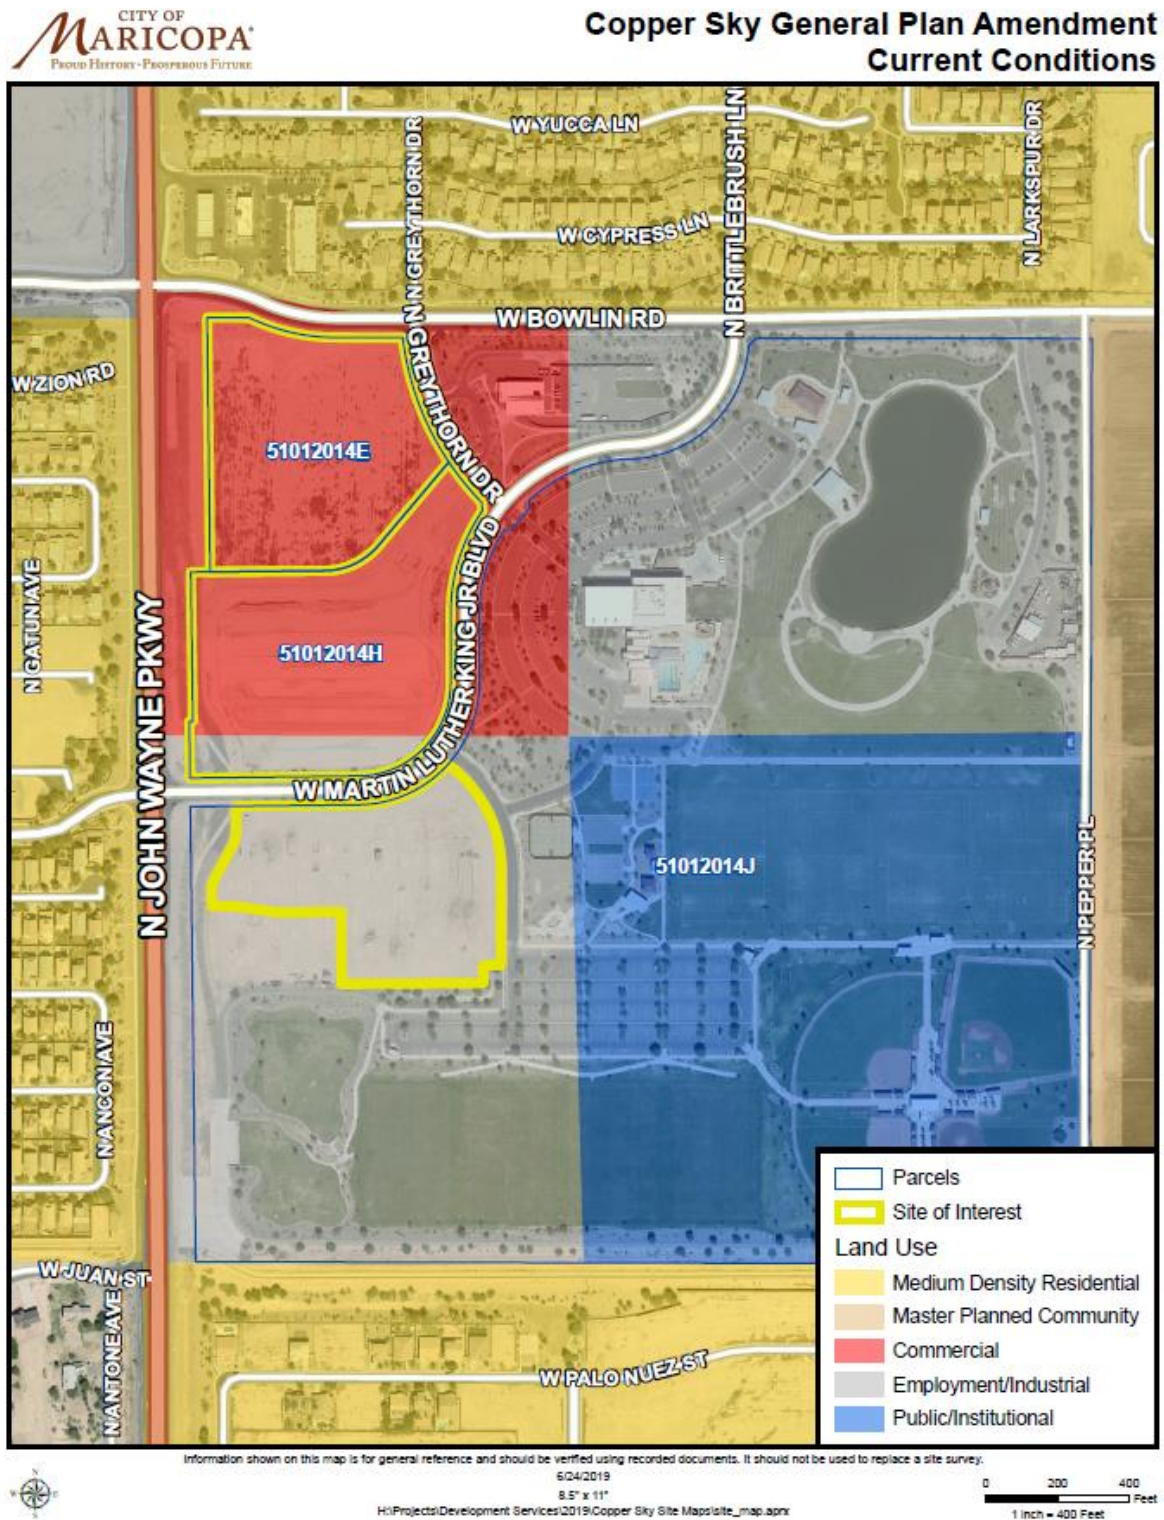 CITY OF
MARICOPA
PROUD HISTORY • PROSPEROUS FUTURE
Copper Sky General Plan Amendment
Current Conditions
W YUCCA LN
N GREYTHORN DR
N BRITTLEBRUSH LN
N LARKSPUR DR
W CYPRESS LN
W BOWLIN RD
W ZION RD
N GREYTHORN DR
51012014E
N GATUN AVE
N JOHN WAYNE PKWY
51012014H
W MARTIN LUTHER KING JR BLVD
51012014J
N PEPPER PL
N ANCON AVE
W JUAN ST
N ANTONE AVE
W PALO NUEZ ST
Parcels
Site of Interest
Land Use
Medium Density Residential
Master Planned Community
Commercial
Employment/Industrial
Public/Institutional
Information shown on this map is for general reference and should be verified using recorded documents. It should not be used to replace a site survey.
6/24/2019
8.5" x 11"
H:\Projects\Development Services\2019\Copper Sky Site Maps\site_map.aprx
N
W E
S
0 200 400
Feet
1 inch = 400 Feet